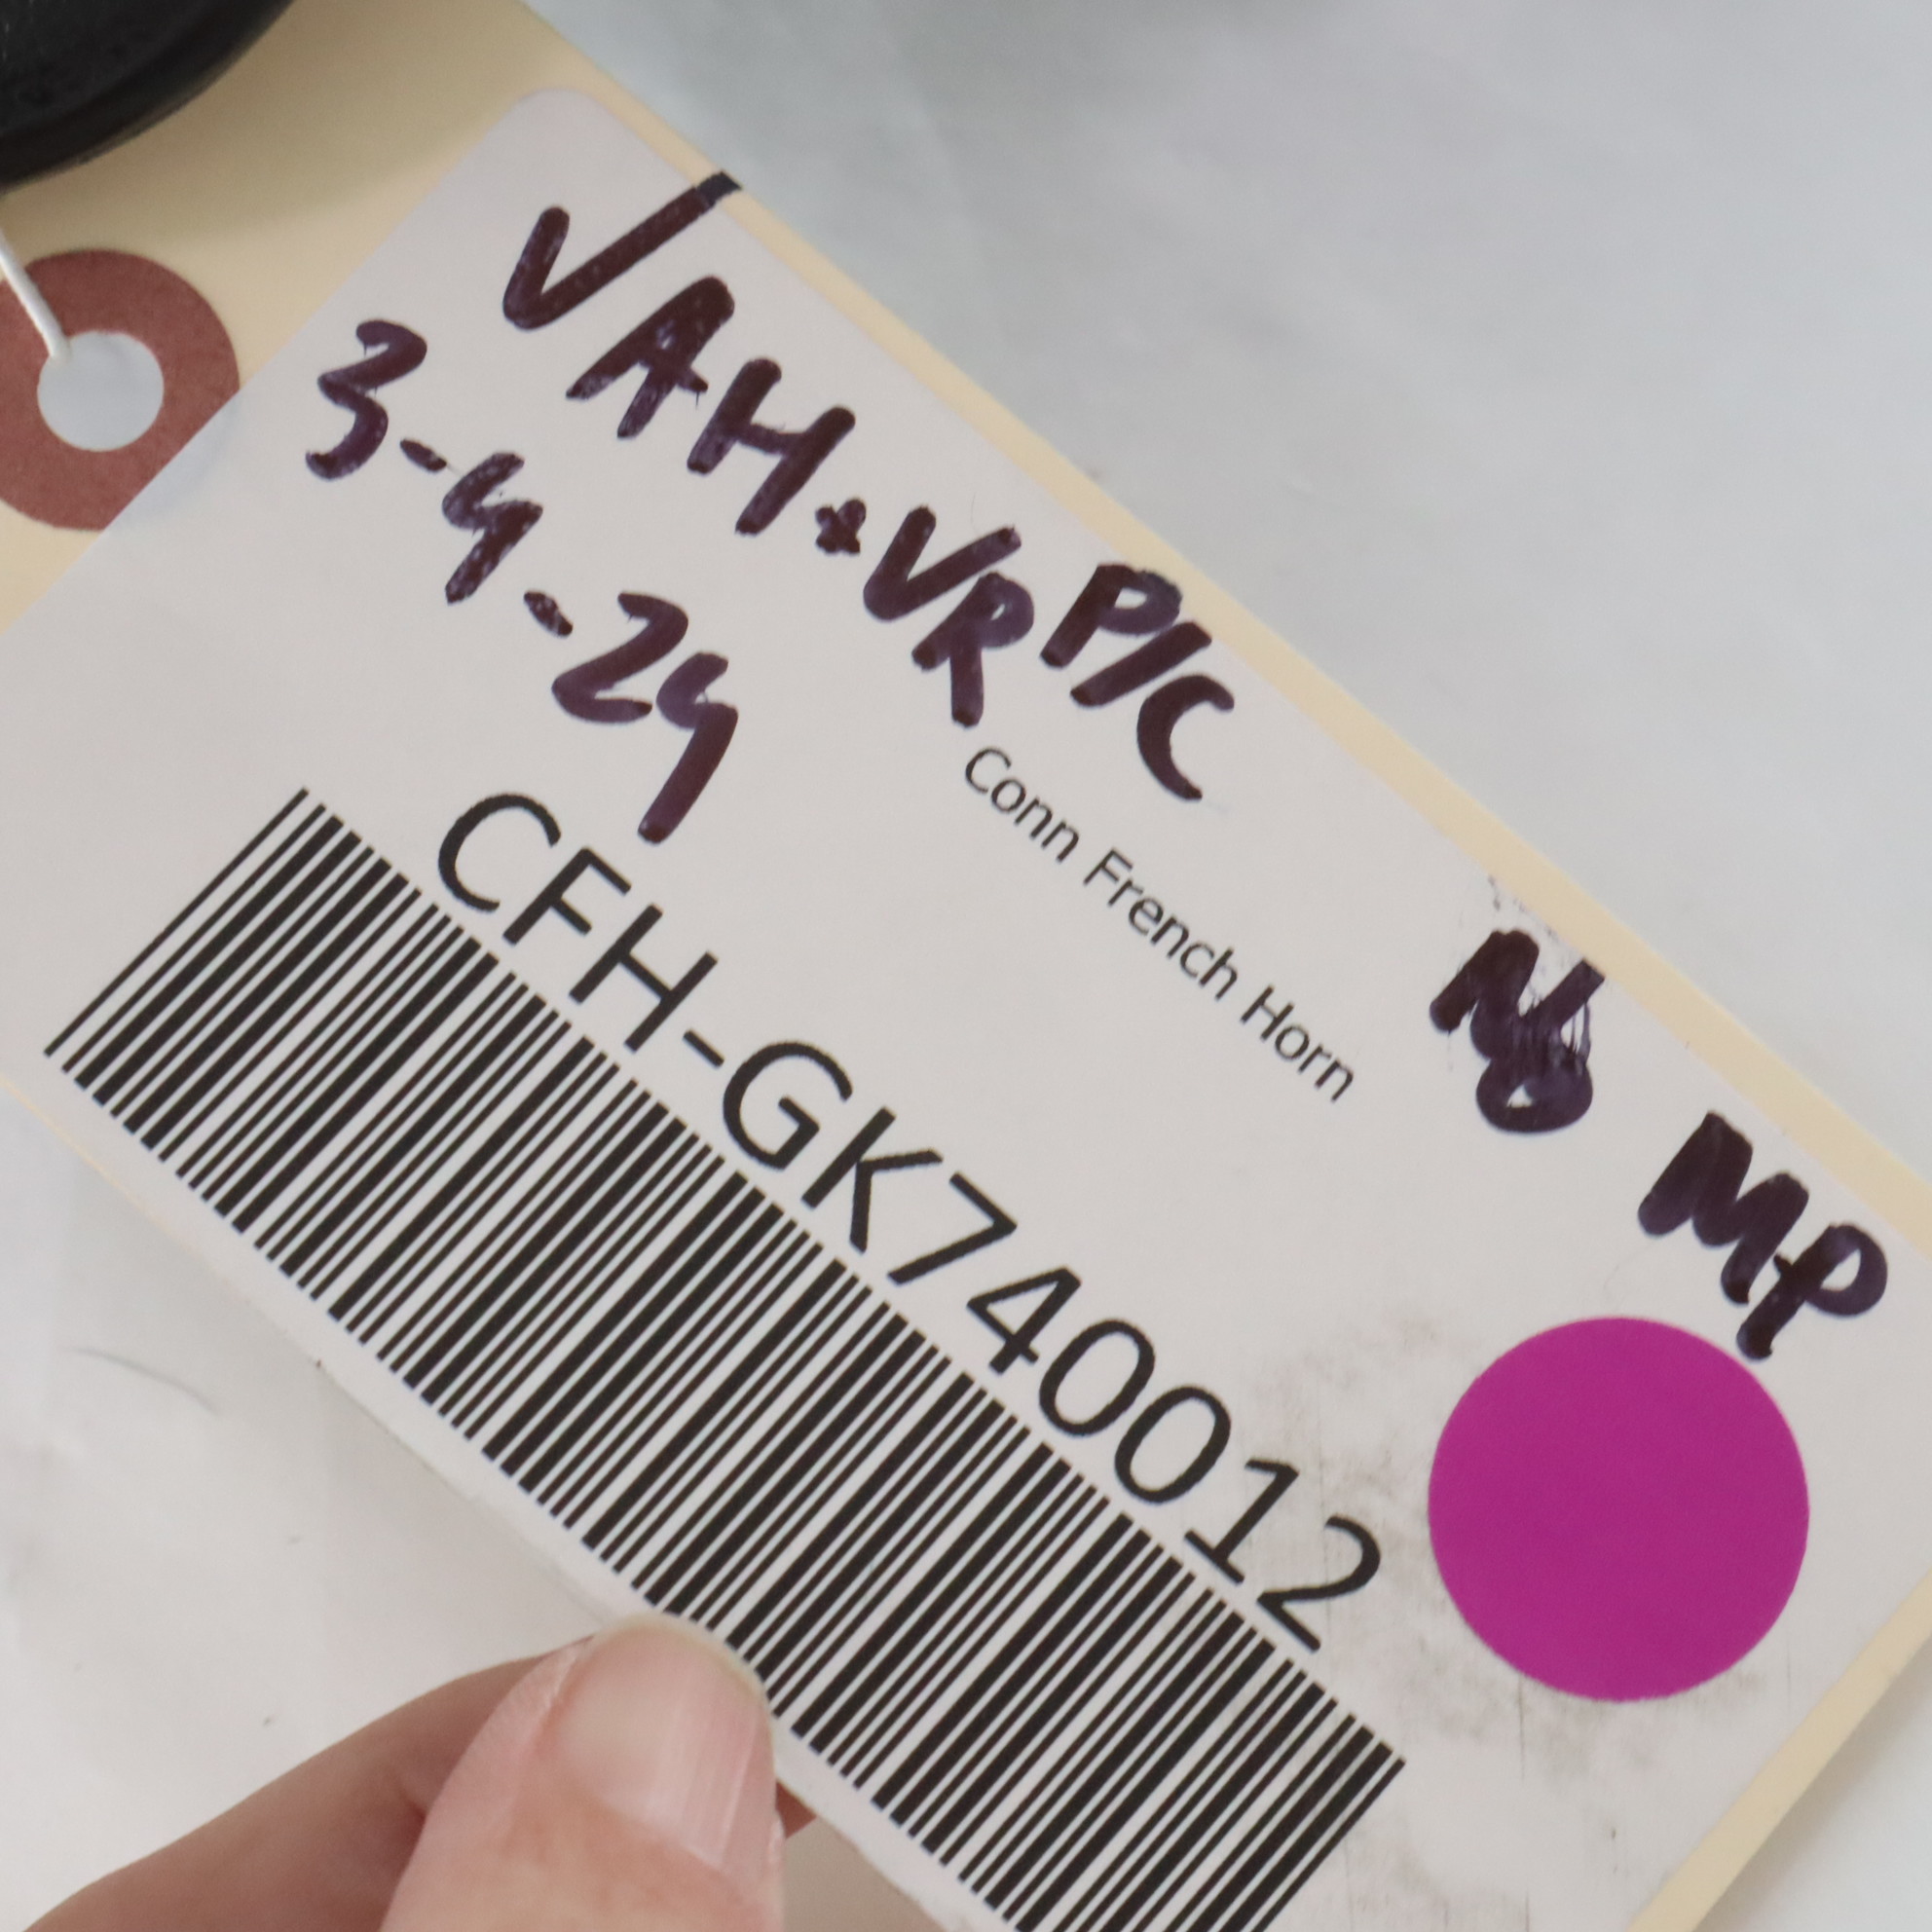 ✓AH+VR P/C
3-4-24
Conn French Horn
No MP
CFH-GK740012